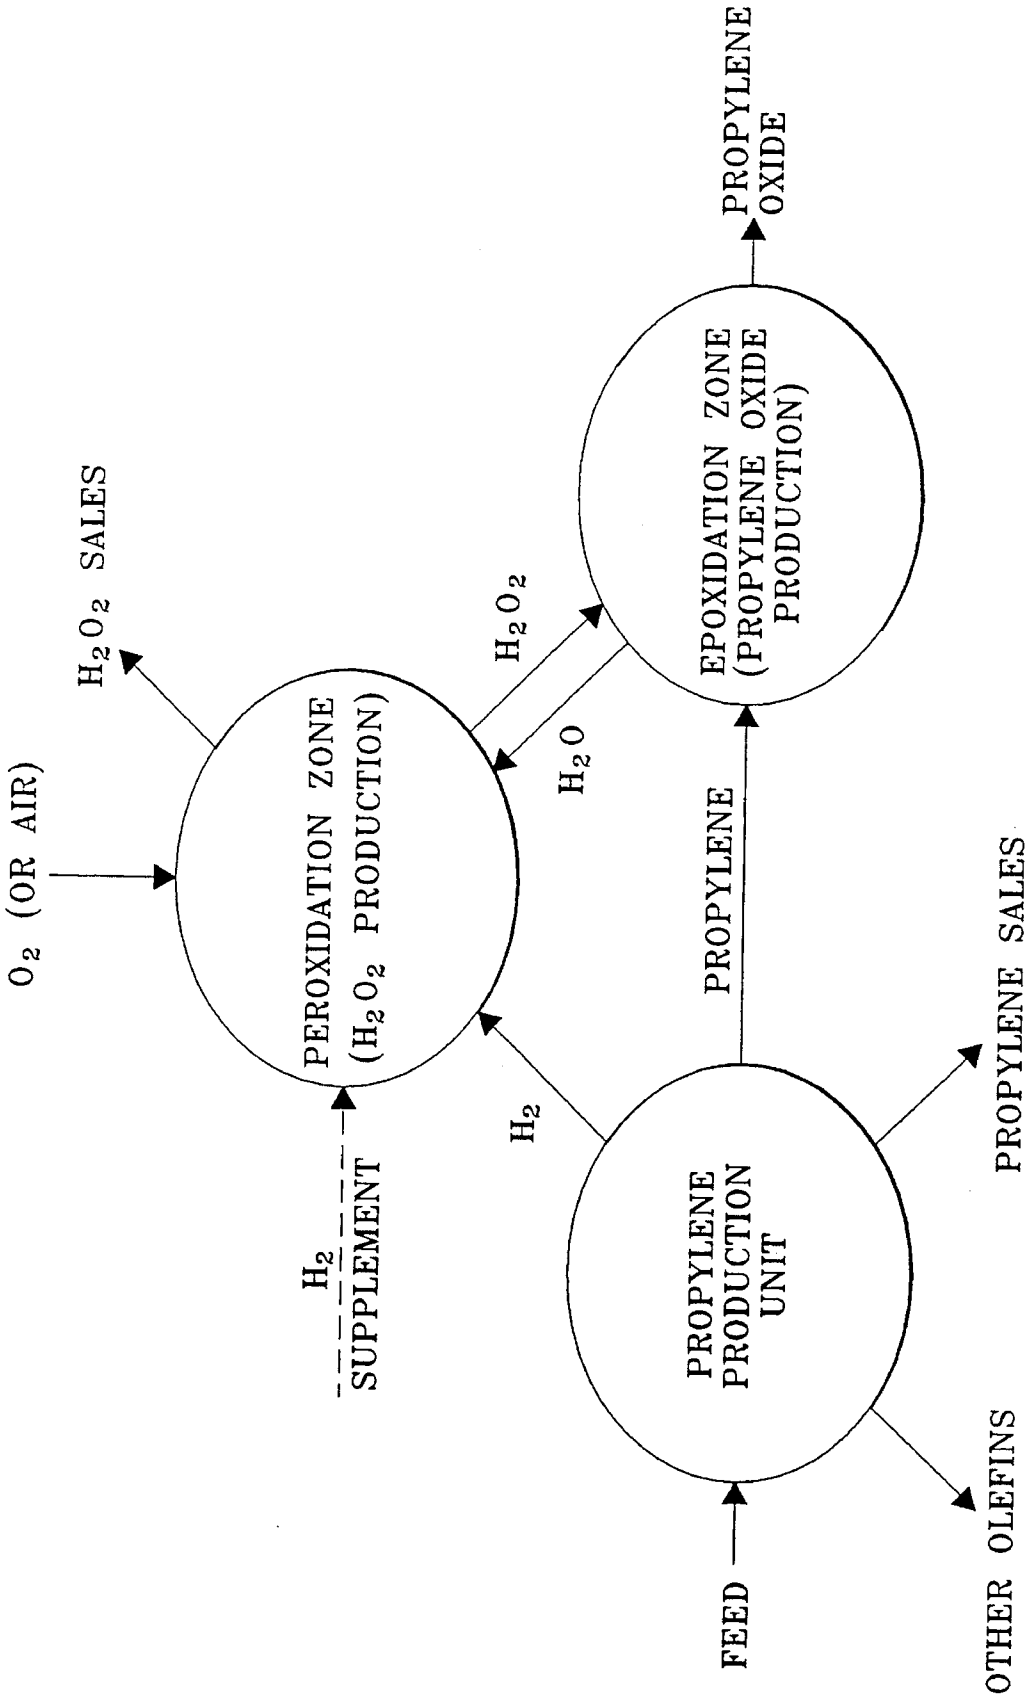 O₂ (OR AIR)
H₂O₂ SALES
H₂
SUPPLEMENT
PEROXIDATION ZONE
(H₂O₂ PRODUCTION)
H₂
H₂O
H₂O₂
FEED
PROPYLENE
PRODUCTION
UNIT
PROPYLENE
EPOXIDATION ZONE
(PROPYLENE OXIDE
PRODUCTION)
PROPYLENE
OXIDE
OTHER OLEFINS
PROPYLENE SALES